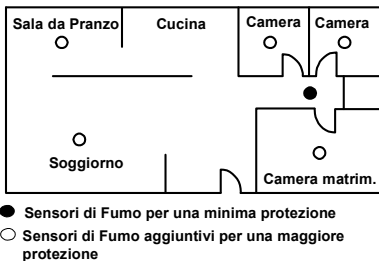 Sala da Pranzo Cucina Camera Camera
Soggiorno
Camera matrim.
Sensori di Fumo per una minima protezione
Sensori di Fumo aggiuntivi per una maggiore
protezione